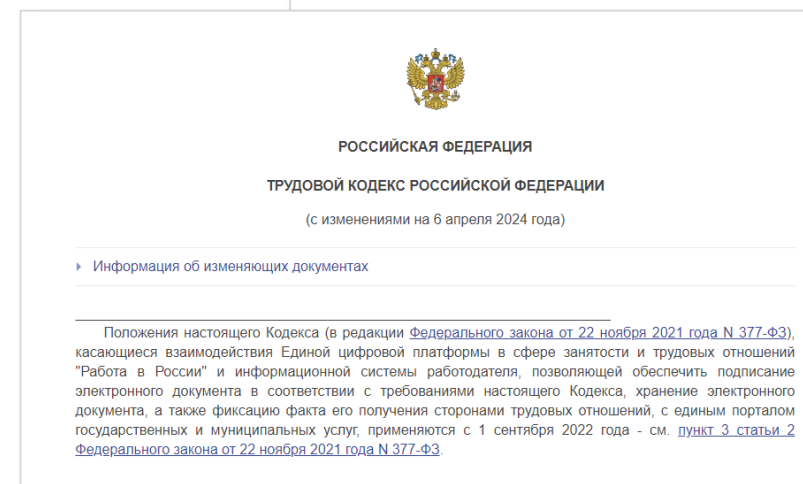 РОССИЙСКАЯ ФЕДЕРАЦИЯ
ТРУДОВОЙ КОДЕКС РОССИЙСКОЙ ФЕДЕРАЦИИ
(с изменениями на 6 апреля 2024 года)
Информация об изменяющих документах
Положения настоящего Кодекса (в редакции Федерального закона от 22 ноября 2021 года N 377-ФЗ),
касающиеся взаимодействия Единой цифровой платформы в сфере занятости и трудовых отношений
"Работа в России" и информационной системы работодателя, позволяющей обеспечить подписание
электронного документа в соответствии с требованиями настоящего Кодекса, хранение электронного
документа, а также фиксацию факта его получения сторонами трудовых отношений, с единым порталом
государственных и муниципальных услуг, применяются с 1 сентября 2022 года - см. пункт 3 статьи 2
Федерального закона от 22 ноября 2021 года N 377-ФЗ.